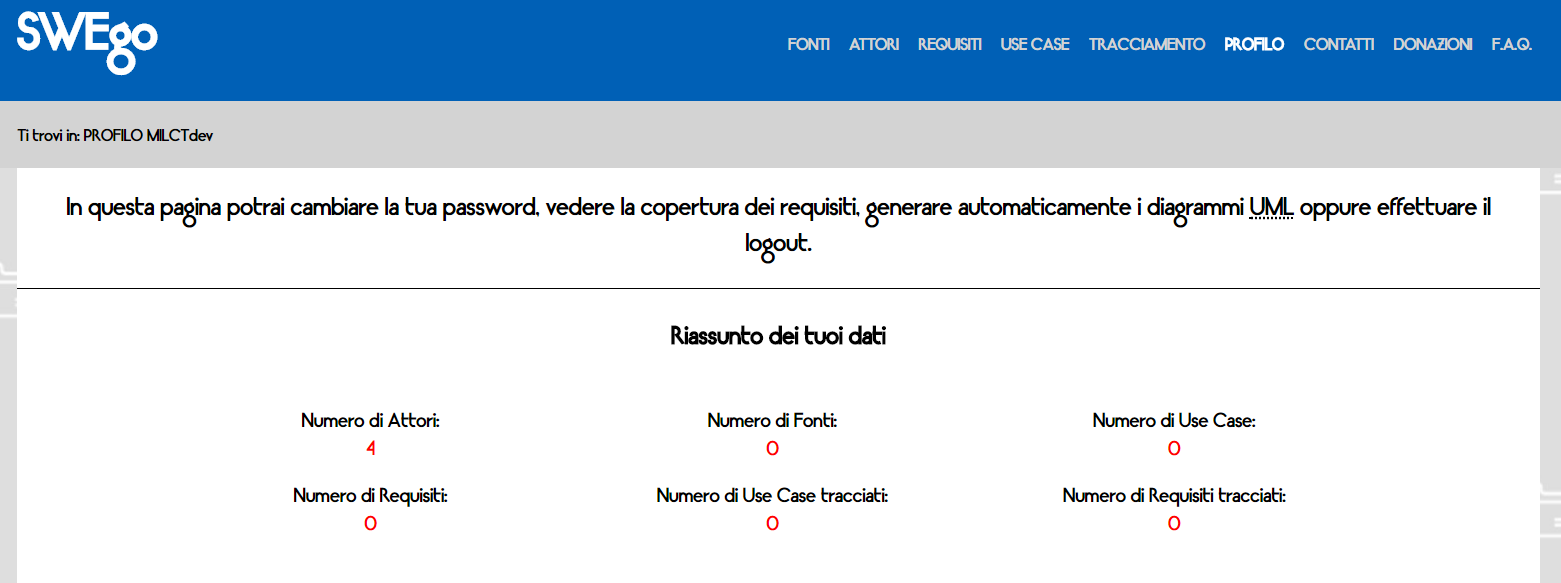 SWEgo
FONTI ATTORI REQUISITI USE CASE TRACCIAMENTO PROFILO CONTATTI DONAZIONI F.A.Q.
Ti trovi in: PROFILO MILCTdev
In questa pagina potrai cambiare la tua password, vedere la copertura dei requisiti, generare automaticamente i diagrammi UML oppure effettuare il
logout.
Riassunto dei tuoi dati
Numero di Attori: Numero di Fonti: Numero di Use Case:
4 0 0
Numero di Requisiti: Numero di Use Case tracciati: Numero di Requisiti tracciati:
0 0 0